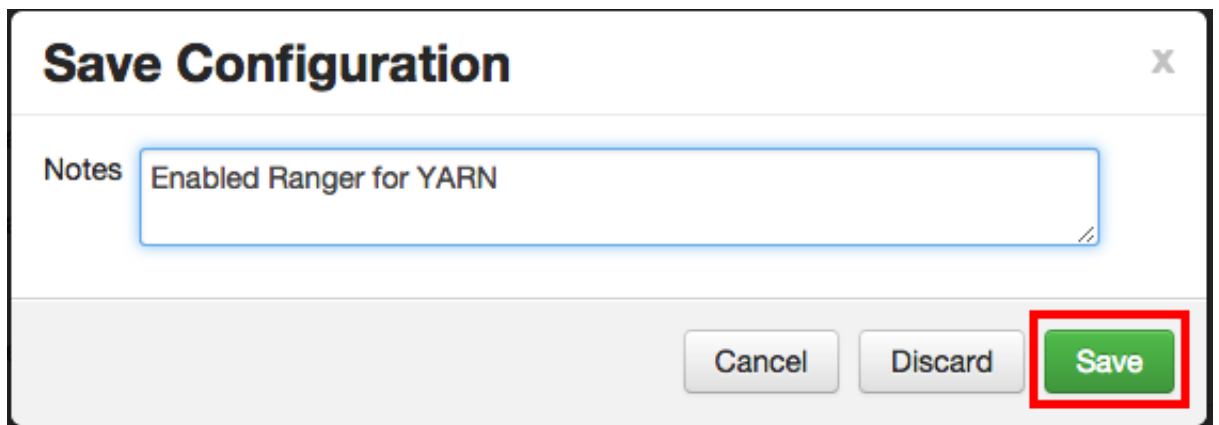 Save Configuration
x
Notes
Enabled Ranger for YARN
Cancel
Discard
Save